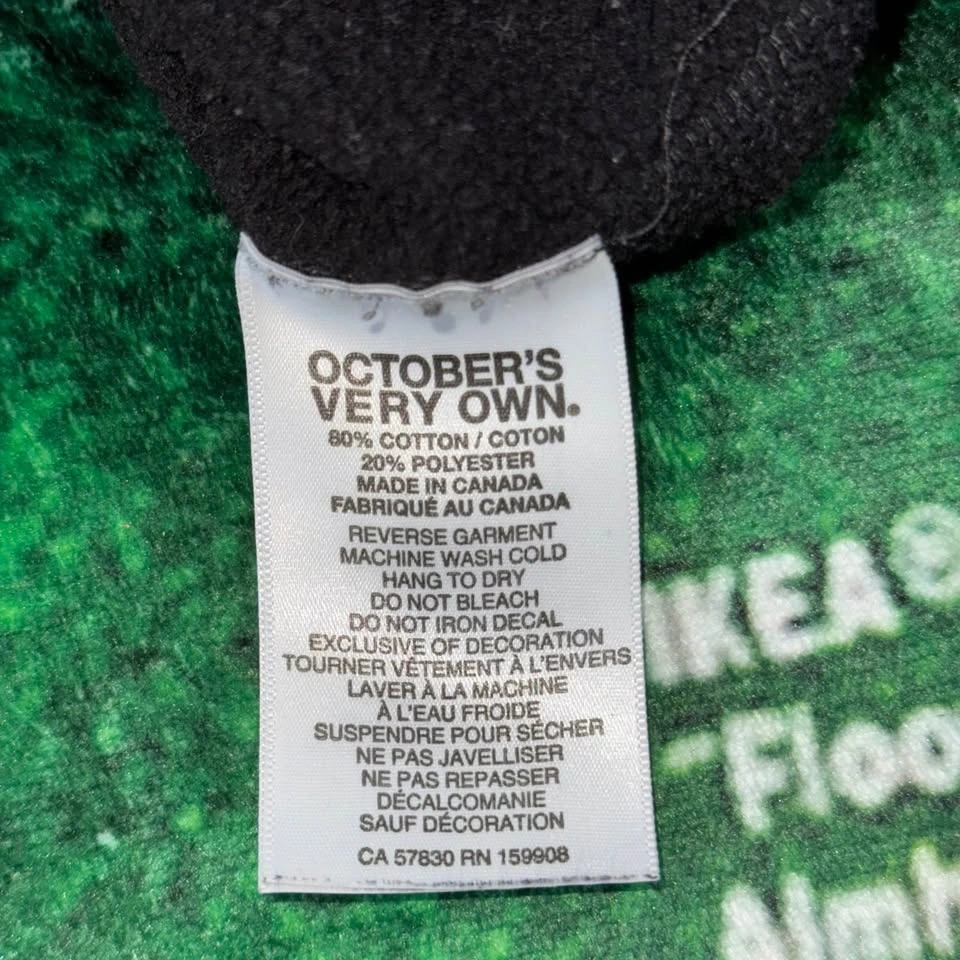 OCTOBER'S
VERY OWN.
80% COTTON / COTON
20% POLYESTER
MADE IN CANADA
FABRIQUÉ AU CANADA
REVERSE GARMENT
MACHINE WASH COLD
HANG TO DRY
DO NOT BLEACH
DO NOT IRON DECAL
EXCLUSIVE OF DECORATION
TOURNER VÊTEMENT À L'ENVERS
LAVER À LA MACHINE
À L'EAU FROIDE
SUSPENDRE POUR SÉCHER
NE PAS JAVELLISER
NE PAS REPASSER
DÉCALCOMANIE
SAUF DÉCORATION
CA 57830 RN 159908
IKEA®
"Floo